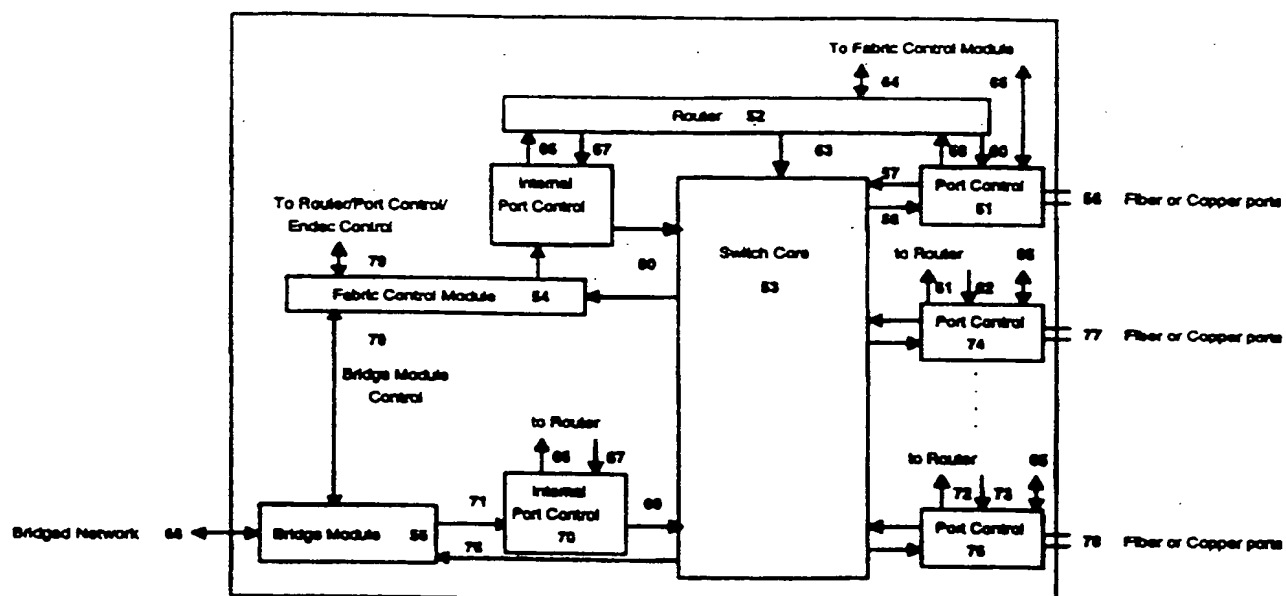 To Fabric Control Module
64
65
Router 52
66
67
63
68
60
Internal
Port Control
57
Port Control
51
58
56 Fiber or Copper ports
To Router/Port Control/
Endec Control
79
80
Switch Core
53
to Router
65
61
62
Fabric Control Module 54
Port Control
74
77 Fiber or Copper ports
79
Bridge Module
Control
to Router
66
67
to Router
65
72
73
71
Internal
Port Control
70
69
Bridged Network 68
Bridge Module 55
76
Port Control
76
78 Fiber or Copper ports